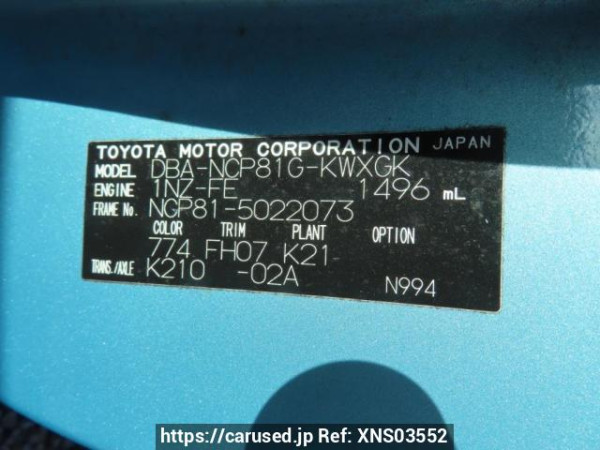 TOYOTA MOTOR CORPORATION JAPAN
MODEL DBA-NCP81G-KWXGK
ENGINE 1NZ-FE 1496 mL
FRAME No. NCP81-5022073
COLOR TRIM PLANT OPTION
774 FH07 K21
TRANS./AXLE K210 -02A
N994
https://carused.jp Ref: XNS03552